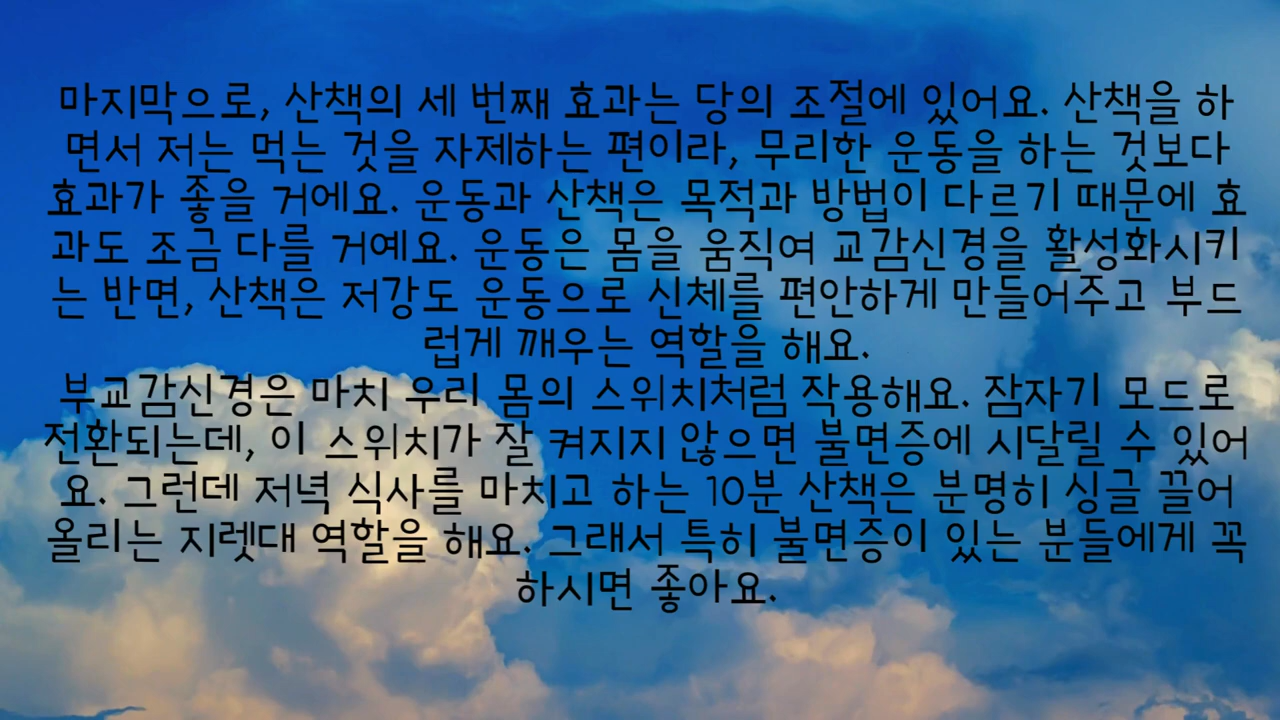 마지막으로, 산책의 세 번째 효과는 당의 조절에 있어요. 산책을 하
면서 저는 먹는 것을 자제하는 편이라, 무리한 운동을 하는 것보다
효과가 좋을 거에요. 운동과 산책은 목적과 방법이 다르기 때문에 효
과도 조금 다를 거예요. 운동은 몸을 움직여 교감신경을 활성화시키
는 반면, 산책은 저강도 운동으로 신체를 편안하게 만들어주고 부드
럽게 깨우는 역할을 해요.
부교감신경은 마치 우리 몸의 스위치처럼 작용해요. 잠자기 모드로
전환되는데, 이 스위치가 잘 켜지지 않으면 불면증에 시달릴 수 있어
요. 그런데 저녁 식사를 마치고 하는 10분 산책은 분명히 싱글 끌어
올리는 지렛대 역할을 해요. 그래서 특히 불면증이 있는 분들에게 꼭
하시면 좋아요.